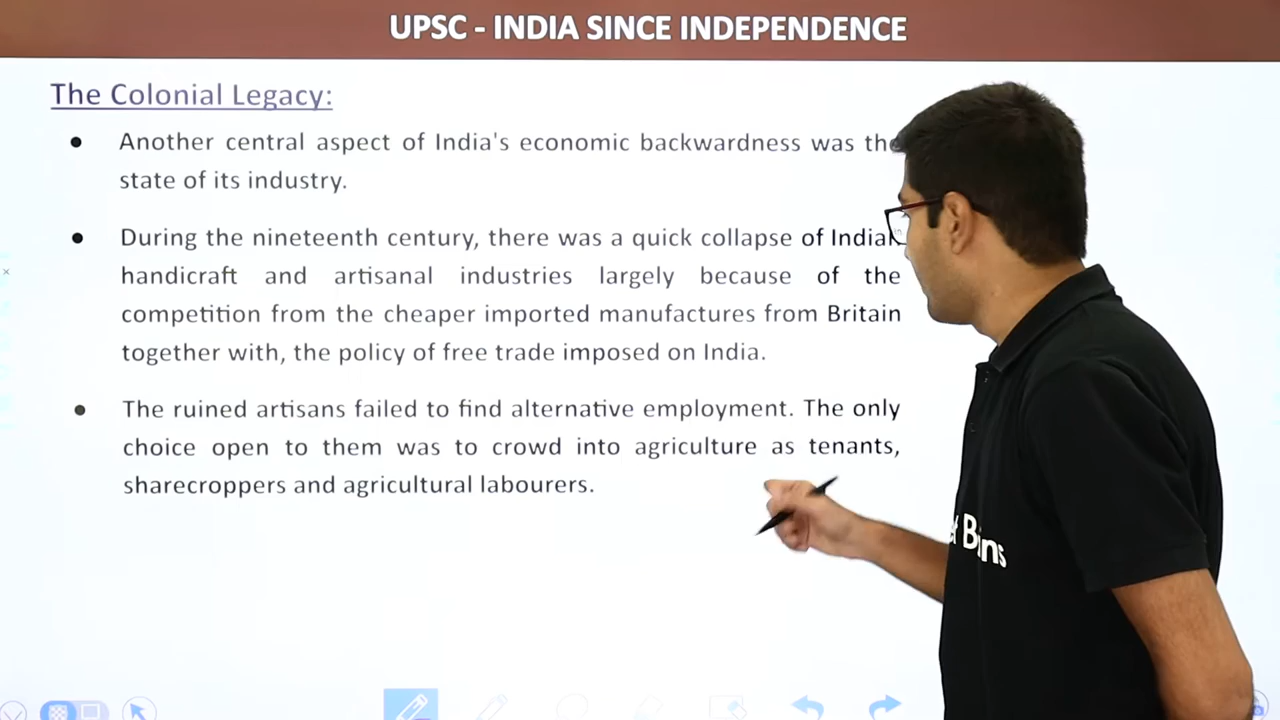 UPSC - INDIA SINCE INDEPENDENCE
The Colonial Legacy:
Another central aspect of India's economic backwardness was the
state of its industry.
During the nineteenth century, there was a quick collapse of Indian
handicraft and artisanal industries largely because of the
competition from the cheaper imported manufactures from Britain
together with, the policy of free trade imposed on India.
The ruined artisans failed to find alternative employment. The only
choice open to them was to crowd into agriculture as tenants,
sharecroppers and agricultural labourers.